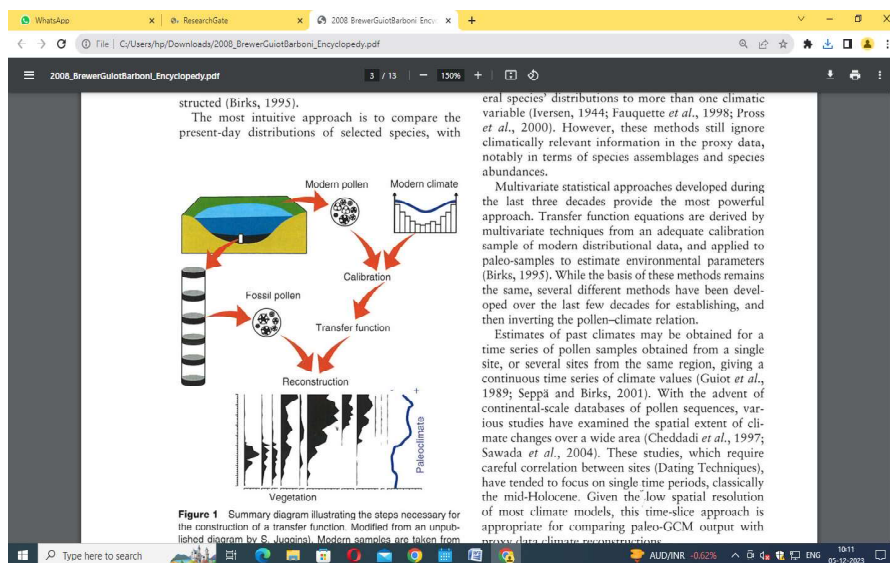 WhatsApp
ResearchGate
2008 BrewerGuiotBarboni Ency
File
C:/Users/hp/Downloads/2008_BrewerGuiotBarboni_Encyclopedy.pdf
2008_BrewerGuiotBarboni_Encyclopedy.pdf
3 / 13
150%
structed (Birks, 1995).
The most intuitive approach is to compare the
present-day distributions of selected species, with
Modern pollen
Modern climate
Calibration
Fossil pollen
Transfer function
Reconstruction
- +
Paleoclimate
Vegetation
Figure 1 Summary diagram illustrating the steps necessary for
the construction of a transfer function. Modified from an unpub-
lished diagram by S. Juggins). Modern samples are taken from
eral species' distributions to more than one climatic
variable (Iversen, 1944; Fauquette et al., 1998; Pross
et al., 2000). However, these methods still ignore
climatically relevant information in the proxy data,
notably in terms of species assemblages and species
abundances.
Multivariate statistical approaches developed during
the last three decades provide the most powerful
approach. Transfer function equations are derived by
multivariate techniques from an adequate calibration
sample of modern distributional data, and applied to
paleo-samples to estimate environmental parameters
(Birks, 1995). While the basis of these methods remains
the same, several different methods have been devel-
oped over the last few decades for establishing, and
then inverting the pollen–climate relation.
Estimates of past climates may be obtained for a
time series of pollen samples obtained from a single
site, or several sites from the same region, giving a
continuous time series of climate values (Guiot et al.,
1989; Seppä and Birks, 2001). With the advent of
continental-scale databases of pollen sequences, var-
ious studies have examined the spatial extent of cli-
mate changes over a wide area (Cheddadi et al., 1997;
Sawada et al., 2004). These studies, which require
careful correlation between sites (Dating Techniques),
have tended to focus on single time periods, classically
the mid-Holocene. Given the low spatial resolution
of most climate models, this time-slice approach is
appropriate for comparing paleo-GCM output with
proxy data climate reconstructions.
Type here to search
AUD/INR -0.62%
ENG
10:11
05-12-2023